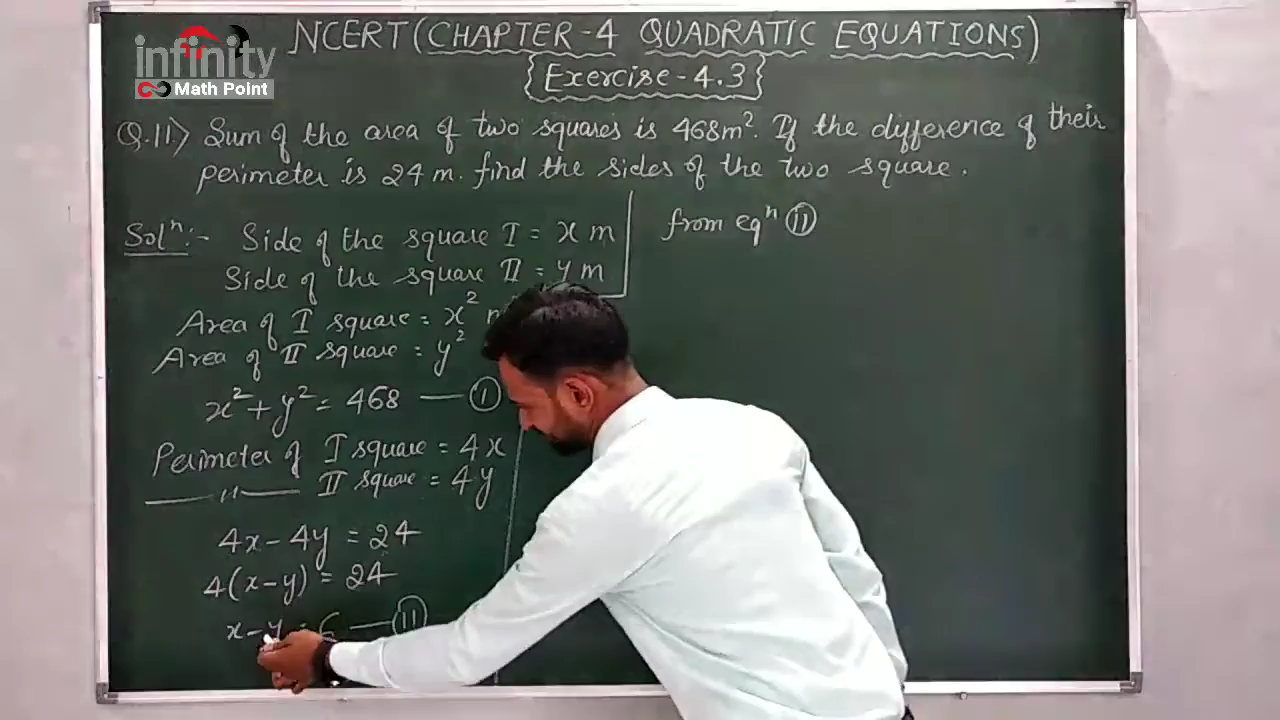 infinity
Math Point
NCERT (CHAPTER-4 QUADRATIC EQUATIONS)
{Exercise-4.3}
Q.11.) Sum of the area of two squares is 468m². If the difference of their
perimeter is 24 m. find the sides of the two square.
Solⁿ:- Side of the square I = x m
Side of the square II = y m
Area of I square = x²
Area of II square = y²
x² + y² = 468 — (I)
Perimeter of I square = 4x
—〃— II square = 4y
4x - 4y = 24
4(x-y) = 24
x - y = 6 — (II)
from eqⁿ (II)